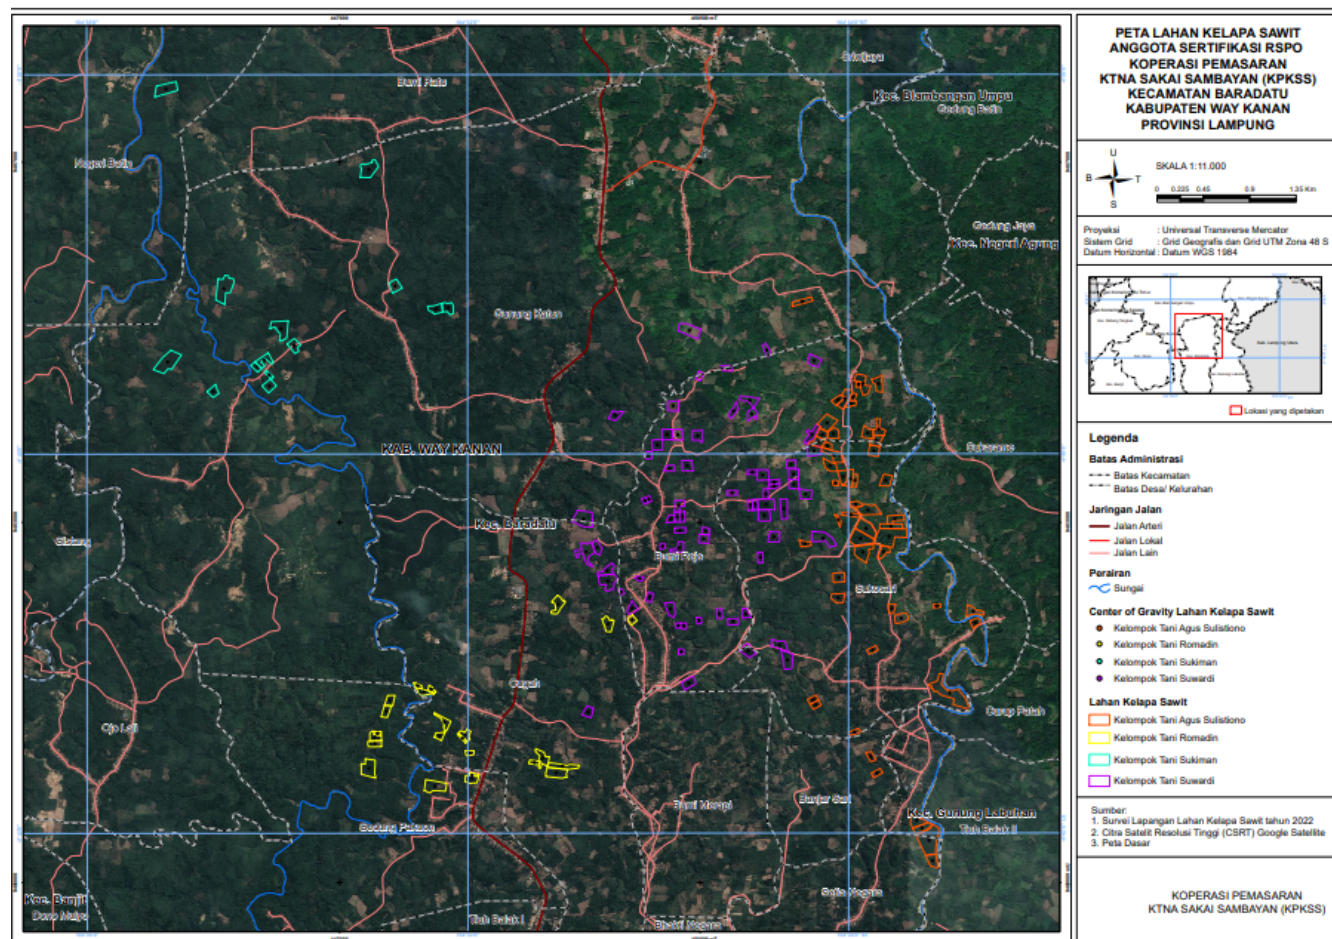 PETA LAHAN KELAPA SAWIT
ANGGOTA SERTIFIKASI RSPO
KOPERASI PEMASARAN
KTNA SAKAI SAMBAYAN (KPKSS)
KECAMATAN BARADATU
KABUPATEN WAY KANAN
PROVINSI LAMPUNG
U
B
T
S
SKALA 1:11.000
0 0.225 0.45 0.9 1.35 Km
Proyeksi : Universal Transverse Mercator
Sistem Grid : Grid Geografis dan Grid UTM Zona 48 S
Datum Horizontal : Datum WGS 1984
Lokasi yang dipetakan
Legenda
Batas Administrasi
Batas Kecamatan
Batas Desa/ Kelurahan
Jaringan Jalan
Jalan Arteri
Jalan Lokal
Jalan Lain
Perairan
Sungai
Center of Gravity Lahan Kelapa Sawit
Kelompok Tani Agus Sulistiono
Kelompok Tani Romadin
Kelompok Tani Sukiman
Kelompok Tani Suwardi
Lahan Kelapa Sawit
Kelompok Tani Agus Sulistiono
Kelompok Tani Romadin
Kelompok Tani Sukiman
Kelompok Tani Suwardi
Sumber:
1. Survei Lapangan Lahan Kelapa Sawit tahun 2022
2. Citra Satelit Resolusi Tinggi (CSRT) Google Satellite
3. Peta Dasar
KOPERASI PEMASARAN
KTNA SAKAI SAMBAYAN (KPKSS)
Srirejaya
Bumi Ratu
Kec. Blambangan Umpu
Gedung Batin
Negeri Batin
Gedung Jaya
Kec. Negeri Agung
Gunung Katun
KAB. WAY KANAN
Sukarame
Kec. Baradatu
Gistang
Bumi Rejo
Sukosari
Cugah
Curup Patah
Ojo Lali
Bumi Merapi
Banjar Sari
Kec. Gunung Labuhan
Tiuh Balak II
Gedung Pakuon
Setia Negara
Kec. Banjit
Dono Mulyo
Tiuh Balak I
Bhakti Negara